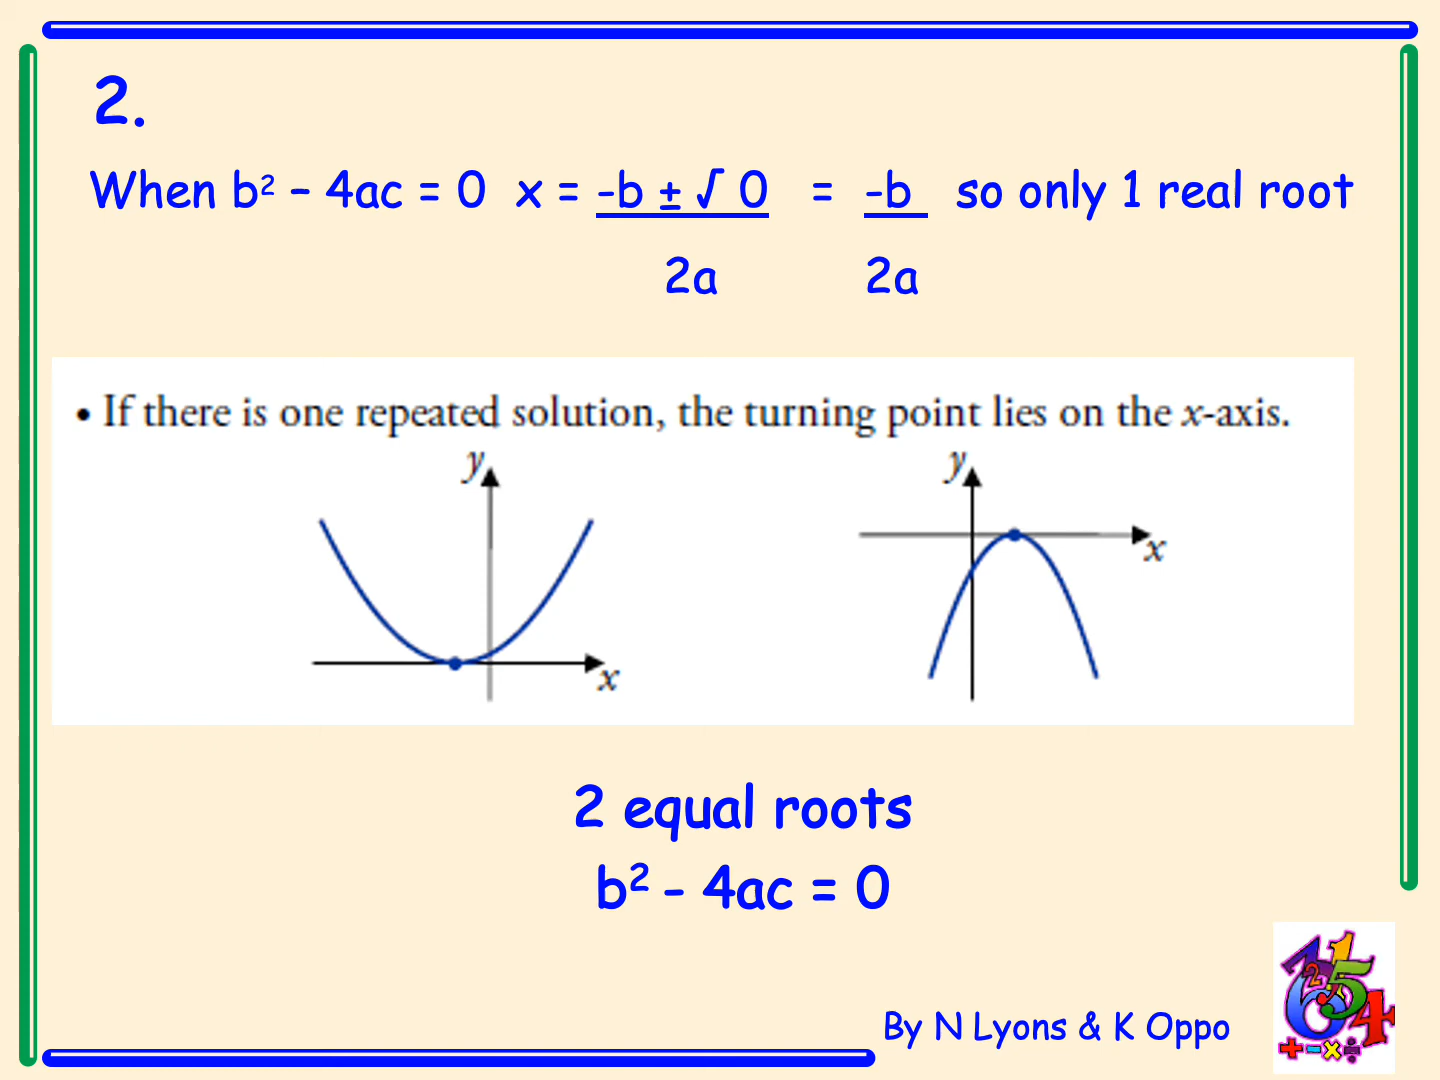 2.
When b² – 4ac = 0 x = -b ± √ 0 = -b so only 1 real root
2a 2a
• If there is one repeated solution, the turning point lies on the x-axis.
y y
x
x
2 equal roots
b² - 4ac = 0
By N Lyons & K Oppo